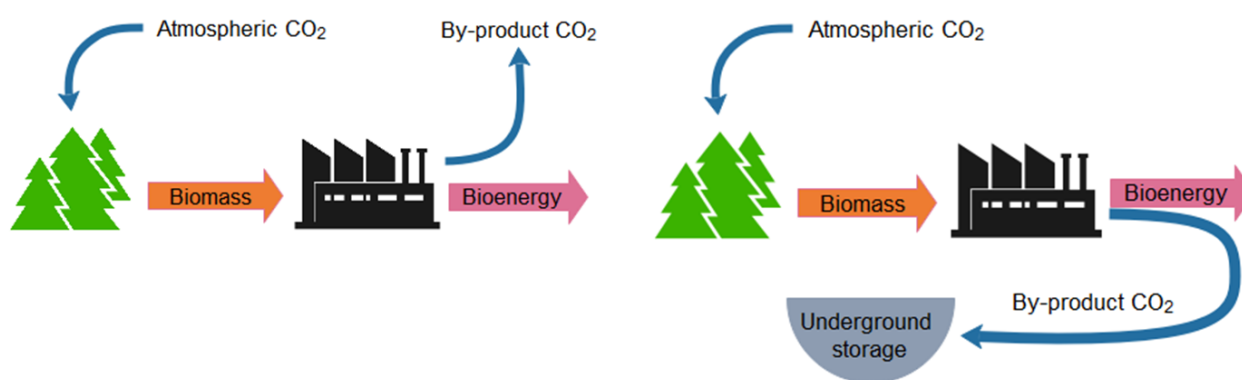 Atmospheric CO₂
By-product CO₂
Biomass
Bioenergy
Atmospheric CO₂
Biomass
Bioenergy
By-product CO₂
Underground
storage